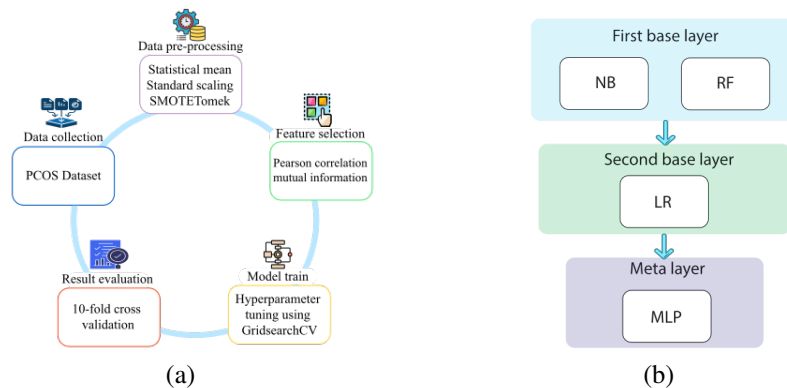 Data pre-processing
Statistical mean
Standard scaling
SMOTETomek
Data collection
PCOS Dataset
Feature selection
Pearson correlation
mutual information
Model train
Hyperparameter
tuning using
GridsearchCV
Result evaluation
10-fold cross
validation
(a)
First base layer
NB
RF
Second base layer
LR
Meta layer
MLP
(b)